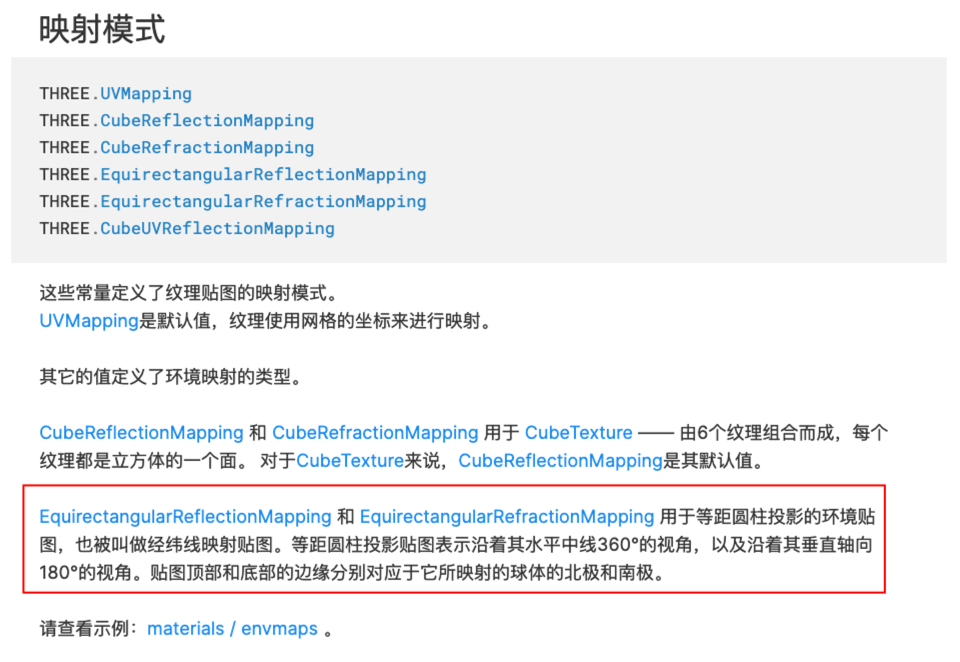 映射模式
THREE.UVMapping
THREE.CubeReflectionMapping
THREE.CubeRefractionMapping
THREE.EquirectangularReflectionMapping
THREE.EquirectangularRefractionMapping
THREE.CubeUVReflectionMapping
这些常量定义了纹理贴图的映射模式。
UVMapping是默认值，纹理使用网格的坐标来进行映射。
其它的值定义了环境映射的类型。
CubeReflectionMapping 和 CubeRefractionMapping 用于 CubeTexture —— 由6个纹理组合而成，每个
纹理都是立方体的一个面。 对于CubeTexture来说，CubeReflectionMapping是其默认值。
EquirectangularReflectionMapping 和 EquirectangularRefractionMapping 用于等距圆柱投影的环境贴
图，也被叫做经纬线映射贴图。等距圆柱投影贴图表示沿着其水平中线360°的视角，以及沿着其垂直轴向
180°的视角。贴图顶部和底部的边缘分别对应于它所映射的球体的北极和南极。
请查看示例：materials / envmaps 。